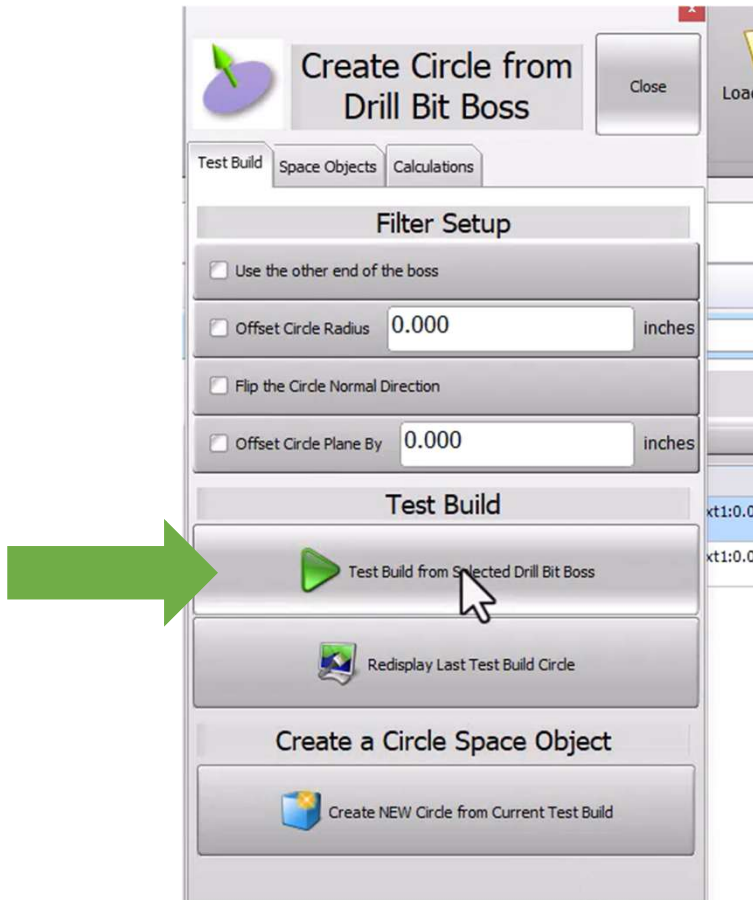 x
Create Circle from
Drill Bit Boss
Close
Test Build
Space Objects
Calculations
Filter Setup
Use the other end of the boss
Offset Circle Radius 0.000 inches
Flip the Circle Normal Direction
Offset Circle Plane By 0.000 inches
Test Build
xt1:0.0
Test Build from Selected Drill Bit Boss
xt1:0.0
Redisplay Last Test Build Circle
Create a Circle Space Object
Create NEW Circle from Current Test Build